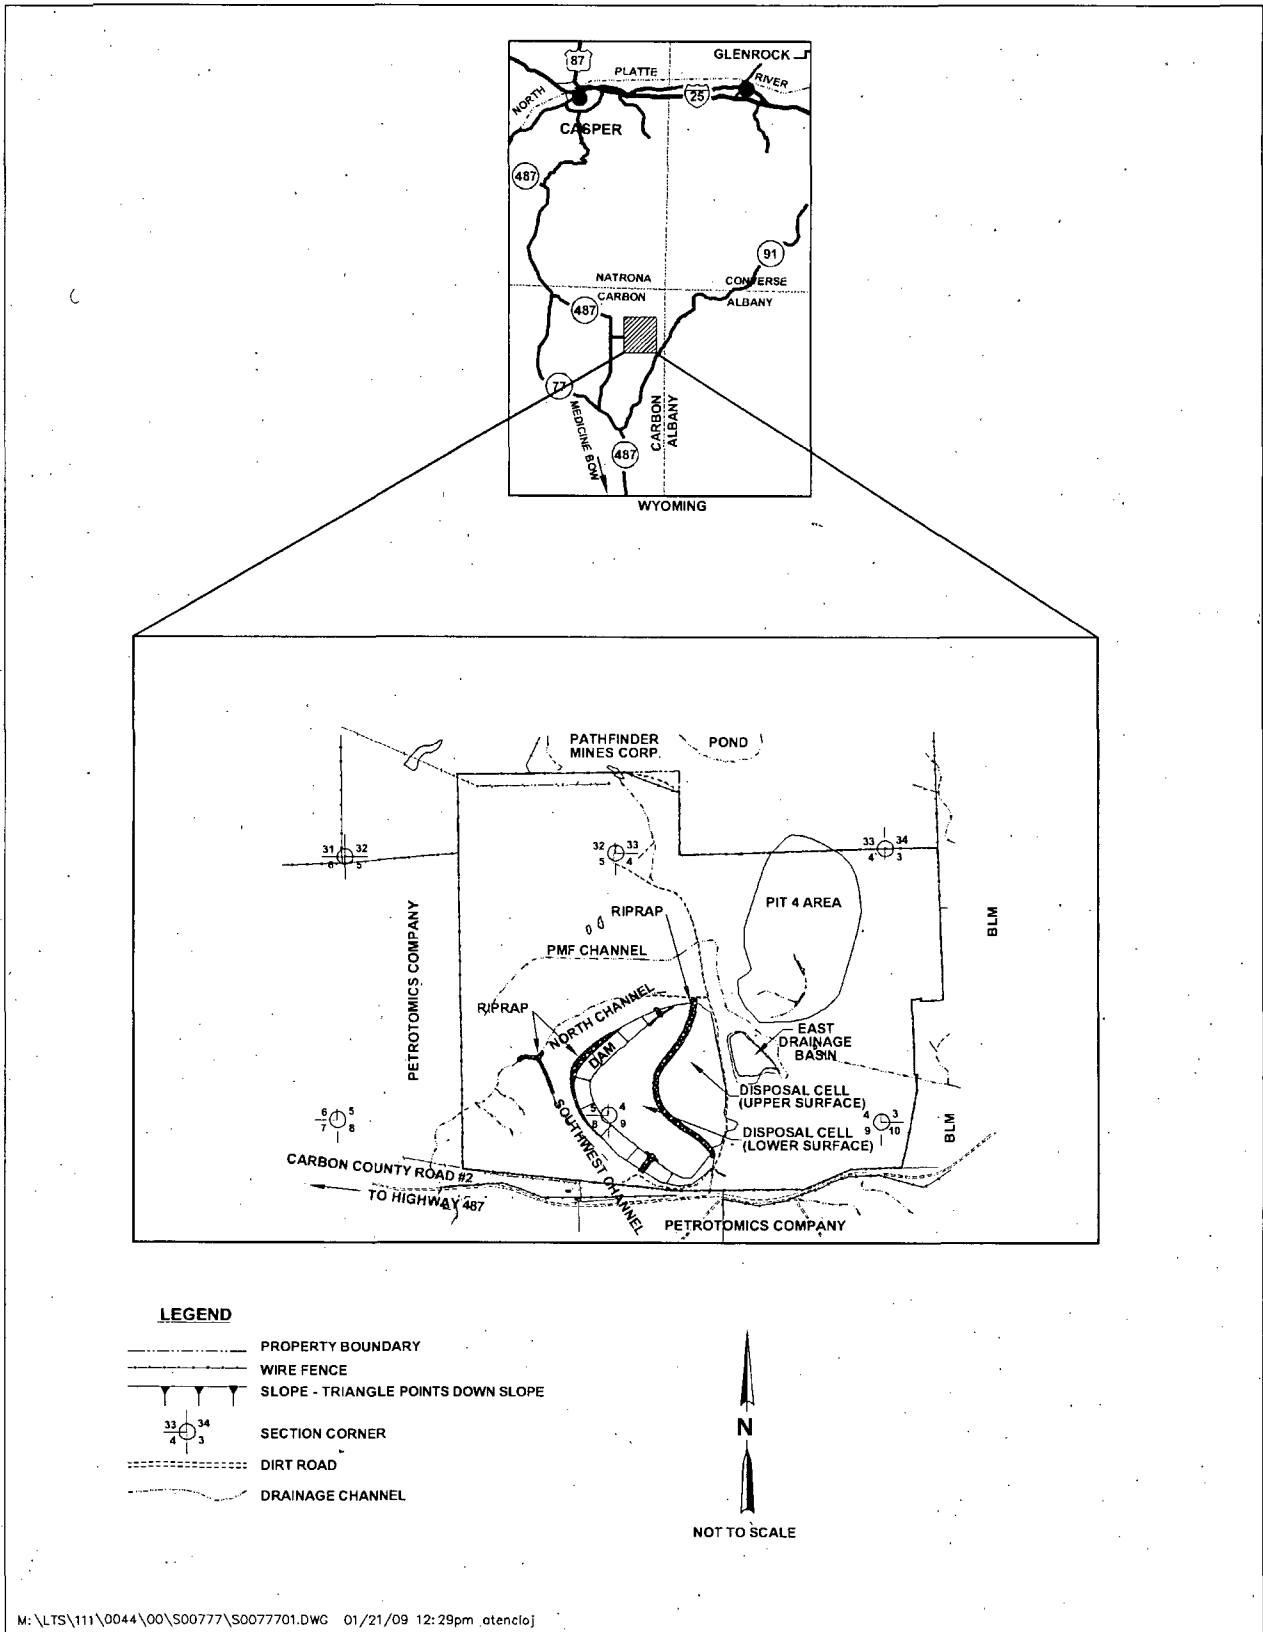 GLENROCK
87
PLATTE
RIVER
NORTH
25
CASPER
487
91
NATRONA
CONVERSE
CARBON
ALBANY
487
77
MEDICINE BOW
CARBON
ALBANY
487
WYOMING
PATHFINDER
MINES CORP.
POND
31 32
6 5
32 33
5 4
33 34
4 3
PIT 4 AREA
RIPRAP
BLM
PETROTOMICS COMPANY
PMF CHANNEL
RIPRAP
NORTH CHANNEL
DAM
EAST
DRAINAGE
BASIN
DISPOSAL CELL
(UPPER SURFACE)
6 5
7 8
5 4
8 9
4 3
9 10
SOUTHWEST CHANNEL
DISPOSAL CELL
(LOWER SURFACE)
BLM
CARBON COUNTY ROAD #2
TO HIGHWAY 487
PETROTOMICS COMPANY
LEGEND
PROPERTY BOUNDARY
WIRE FENCE
SLOPE - TRIANGLE POINTS DOWN SLOPE
33 34
4 3
SECTION CORNER
DIRT ROAD
DRAINAGE CHANNEL
N
NOT TO SCALE
M:\LTS\111\0044\00\S00777\S0077701.DWG 01/21/09 12:29pm atencioj